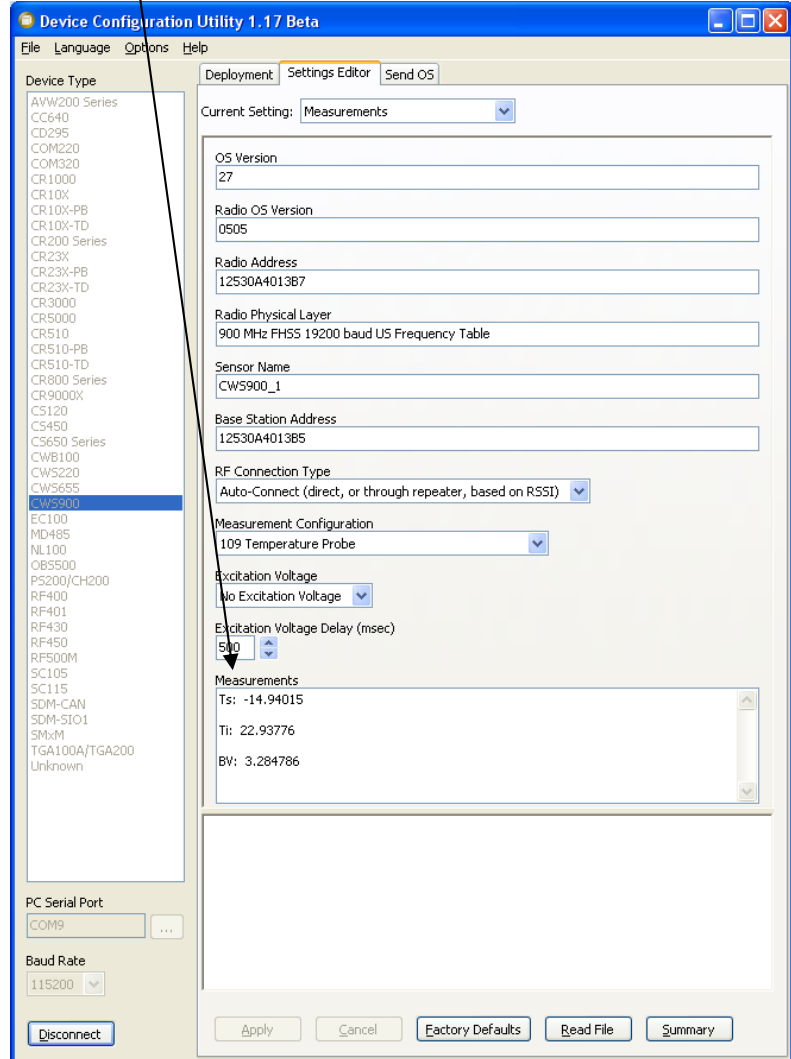 Device Configuration Utility 1.17 Beta
File Language Options Help
Device Type
AVW200 Series
CC640
CD295
COM220
COM320
CR1000
CR10X
CR10X-PB
CR10X-TD
CR200 Series
CR23X
CR23X-PB
CR23X-TD
CR3000
CR5000
CR510
CR510-PB
CR510-TD
CR800 Series
CR9000X
CS120
CS450
CS650 Series
CWB100
CWS220
CWS655
CWS900
EC100
MD485
NL100
OBS500
PS200/CH200
RF400
RF401
RF430
RF450
RF500M
SC105
SC115
SDM-CAN
SDM-SIO1
SMxM
TGA100A/TGA200
Unknown
PC Serial Port
COM9
...
Baud Rate
115200
Disconnect
Deployment Settings Editor Send OS
Current Setting: Measurements
OS Version
27
Radio OS Version
0505
Radio Address
12530A4013B7
Radio Physical Layer
900 MHz FHSS 19200 baud US Frequency Table
Sensor Name
CWS900_1
Base Station Address
12530A4013B5
RF Connection Type
Auto-Connect (direct, or through repeater, based on RSSI)
Measurement Configuration
109 Temperature Probe
Excitation Voltage
No Excitation Voltage
Excitation Voltage Delay (msec)
500
Measurements
Ts: -14.94015
Ti: 22.93776
BV: 3.284786
Apply Cancel Factory Defaults Read File Summary